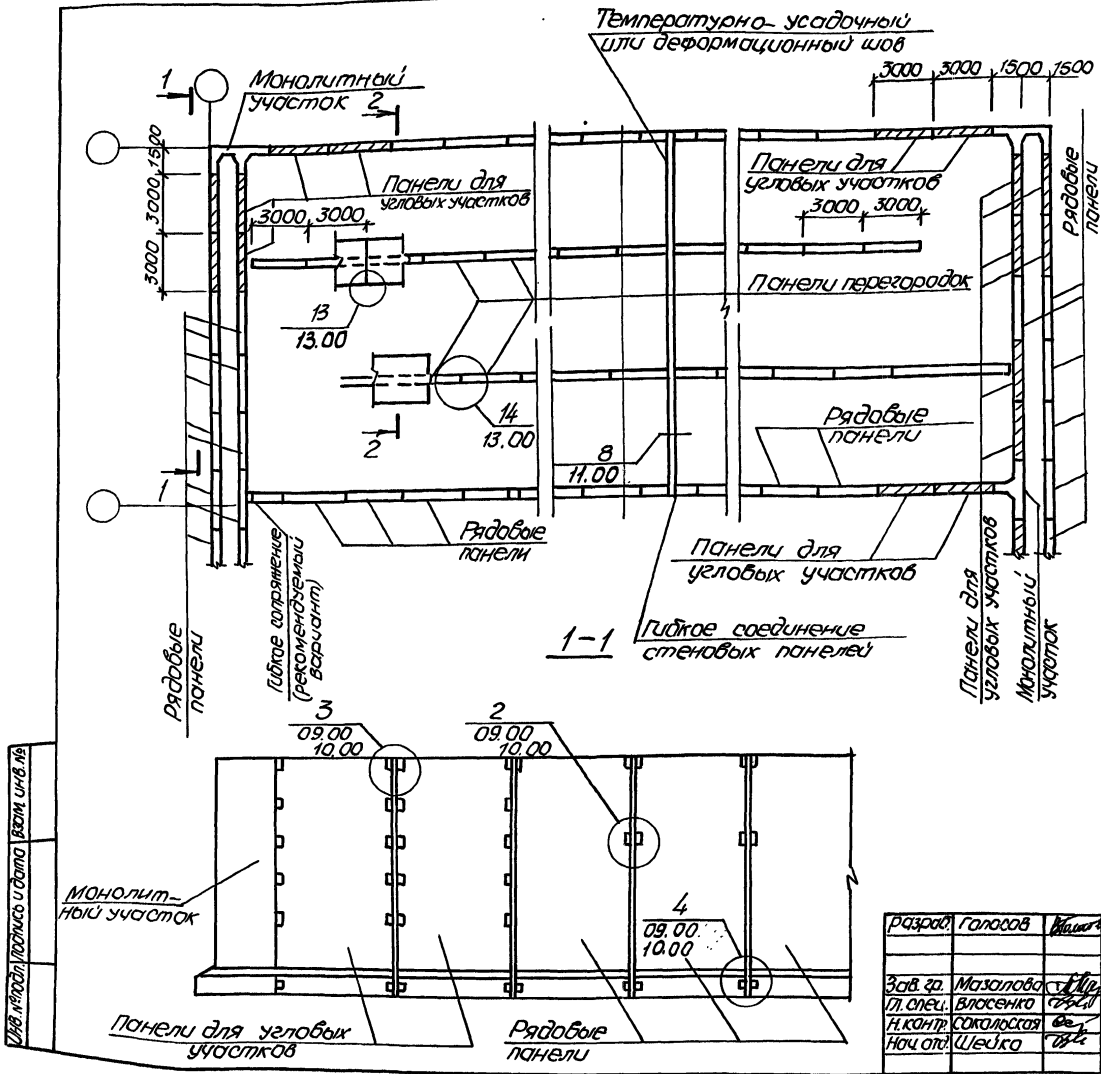 Температурно-усадочный
или деформационный шов
3000 3000 1500 1500
1
Монолитный
участок
2
1500
3000
3000
Панели для
угловых участков
3000 3000
Панели для
угловых участков
3000 3000
Рядовые
панели
Панели перегородок
13
13.00
14
13.00
2
8
11.00
Рядовые
панели
1
Рядовые
панели
Панели для
угловых участков
Гибкое сопряжение
(рекомендуемый
вариант)
Рядовые
панели
Гибкое соединение
стеновых панелей
Панели для
угловых участков
Монолитный
участок
1-1
3
09.00
10.00
2
09.00
10.00
4
09.00
10.00
Монолит-
ный участок
Панели для угловых
участков
Рядовые
панели
Инв. № подл. Подпись и дата Взам. инв. №
Разраб. Голосов
Зав. гр. Мазалова
Гл. спец. Власенко
Н. контр. Сокольская
Нач. отд. Шейко